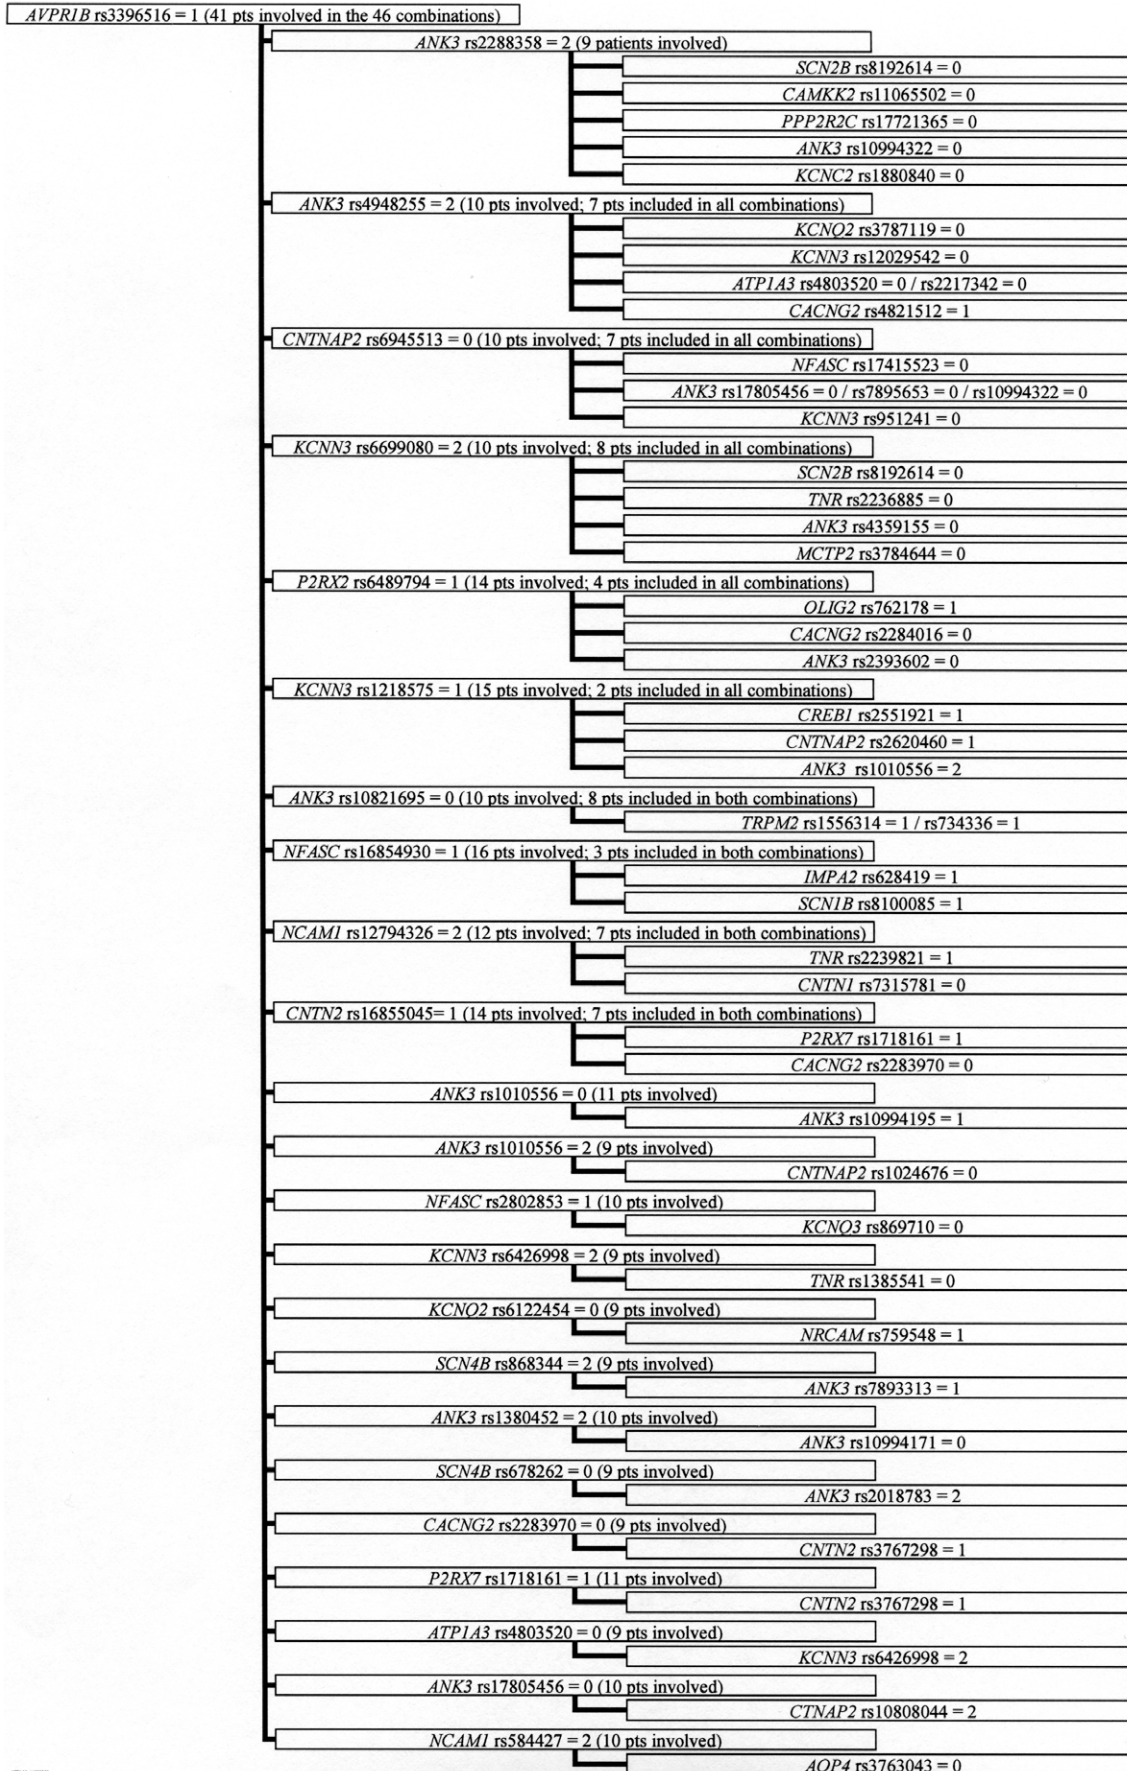 AVPR1B rs3396516 = 1 (41 pts involved in the 46 combinations)
ANK3 rs2288358 = 2 (9 patients involved)
SCN2B rs8192614 = 0
CAMKK2 rs11065502 = 0
PPP2R2C rs17721365 = 0
ANK3 rs10994322 = 0
KCNC2 rs1880840 = 0
ANK3 rs4948255 = 2 (10 pts involved; 7 pts included in all combinations)
KCNQ2 rs3787119 = 0
KCNN3 rs12029542 = 0
ATP1A3 rs4803520 = 0 / rs2217342 = 0
CACNG2 rs4821512 = 1
CNTNAP2 rs6945513 = 0 (10 pts involved; 7 pts included in all combinations)
NFASC rs17415523 = 0
ANK3 rs17805456 = 0 / rs7895653 = 0 / rs10994322 = 0
KCNN3 rs951241 = 0
KCNN3 rs6699080 = 2 (10 pts involved; 8 pts included in all combinations)
SCN2B rs8192614 = 0
TNR rs2236885 = 0
ANK3 rs4359155 = 0
MCTP2 rs3784644 = 0
P2RX2 rs6489794 = 1 (14 pts involved; 4 pts included in all combinations)
OLIG2 rs762178 = 1
CACNG2 rs2284016 = 0
ANK3 rs2393602 = 0
KCNN3 rs1218575 = 1 (15 pts involved; 2 pts included in all combinations)
CREB1 rs2551921 = 1
CNTNAP2 rs2620460 = 1
ANK3 rs1010556 = 2
ANK3 rs10821695 = 0 (10 pts involved; 8 pts included in both combinations)
TRPM2 rs1556314 = 1 / rs734336 = 1
NFASC rs16854930 = 1 (16 pts involved; 3 pts included in both combinations)
IMPA2 rs628419 = 1
SCN1B rs8100085 = 1
NCAM1 rs12794326 = 2 (12 pts involved; 7 pts included in both combinations)
TNR rs2239821 = 1
CNTN1 rs7315781 = 0
CNTN2 rs16855045= 1 (14 pts involved; 7 pts included in both combinations)
P2RX7 rs1718161 = 1
CACNG2 rs2283970 = 0
ANK3 rs1010556 = 0 (11 pts involved)
ANK3 rs10994195 = 1
ANK3 rs1010556 = 2 (9 pts involved)
CNTNAP2 rs1024676 = 0
NFASC rs2802853 = 1 (10 pts involved)
KCNQ3 rs869710 = 0
KCNN3 rs6426998 = 2 (9 pts involved)
TNR rs1385541 = 0
KCNQ2 rs6122454 = 0 (9 pts involved)
NRCAM rs759548 = 1
SCN4B rs868344 = 2 (9 pts involved)
ANK3 rs7893313 = 1
ANK3 rs1380452 = 2 (10 pts involved)
ANK3 rs10994171 = 0
SCN4B rs678262 = 0 (9 pts involved)
ANK3 rs2018783 = 2
CACNG2 rs2283970 = 0 (9 pts involved)
CNTN2 rs3767298 = 1
P2RX7 rs1718161 = 1 (11 pts involved)
CNTN2 rs3767298 = 1
ATP1A3 rs4803520 = 0 (9 pts involved)
KCNN3 rs6426998 = 2
ANK3 rs17805456 = 0 (10 pts involved)
CTNAP2 rs10808044 = 2
NCAM1 rs584427 = 2 (10 pts involved)
AQP4 rs3763043 = 0